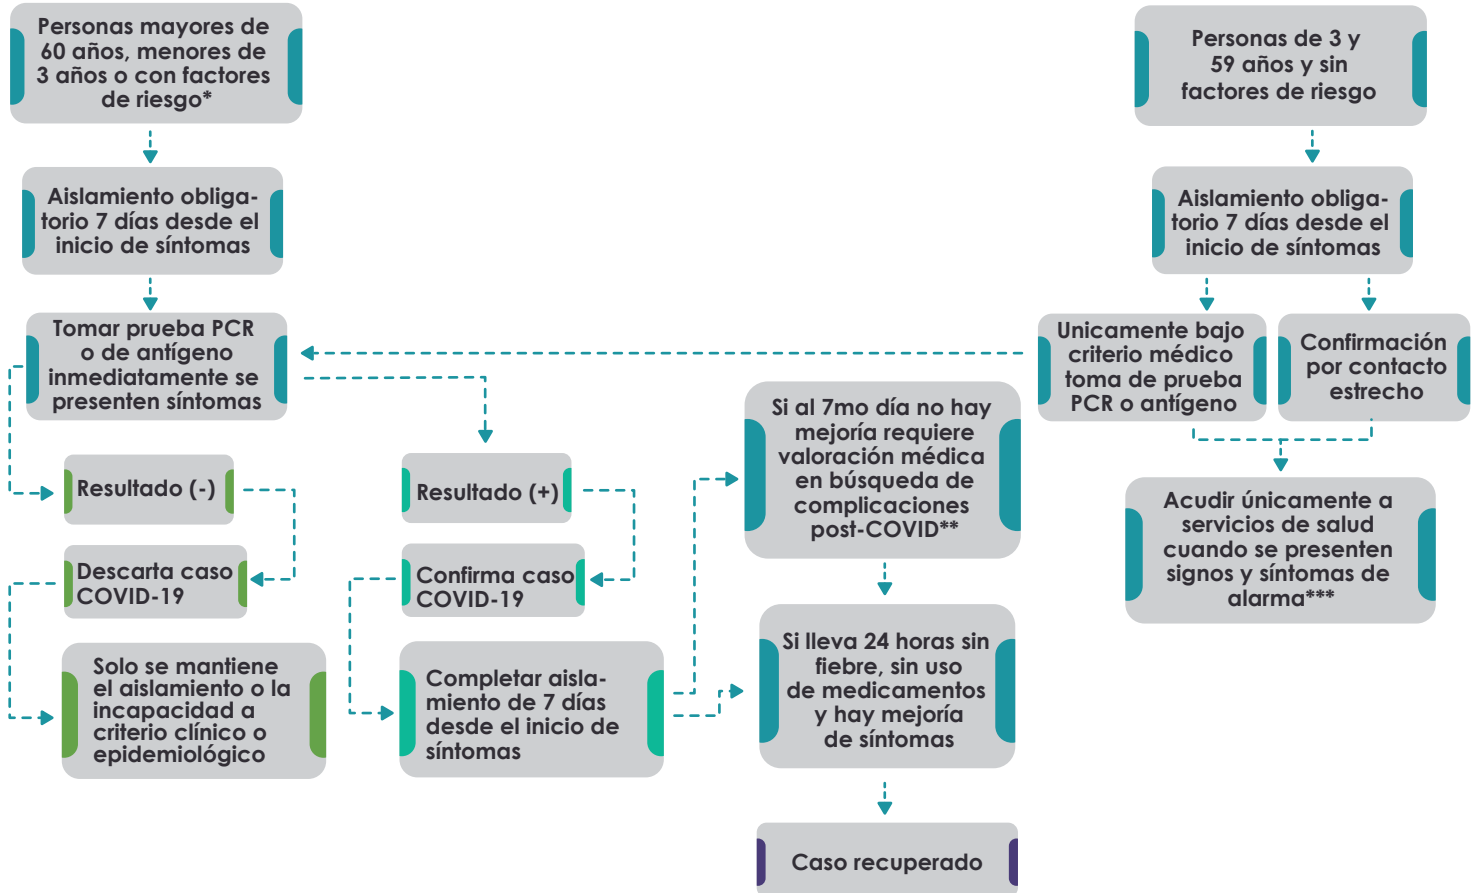 Personas mayores de
60 años, menores de
3 años o con factores
de riesgo*
Aislamiento obliga-
torio 7 días desde el
inicio de síntomas
Tomar prueba PCR
o de antígeno
inmediatamente se
presenten síntomas
Resultado (-)
Descarta caso
COVID-19
Solo se mantiene
el aislamiento o la
incapacidad a
criterio clínico o
epidemiológico
Resultado (+)
Confirma caso
COVID-19
Completar aisla-
miento de 7 días
desde el inicio de
síntomas
Si al 7mo día no hay
mejoría requiere
valoración médica
en búsqueda de
complicaciones
post-COVID**
Si lleva 24 horas sin
fiebre, sin uso
de medicamentos
y hay mejoría
de síntomas
Caso recuperado
Personas de 3 y
59 años y sin
factores de riesgo
Aislamiento obliga-
torio 7 días desde el
inicio de síntomas
Unicamente bajo
criterio médico
toma de prueba
PCR o antígeno
Confirmación
por contacto
estrecho
Acudir únicamente a
servicios de salud
cuando se presenten
signos y síntomas de
alarma***